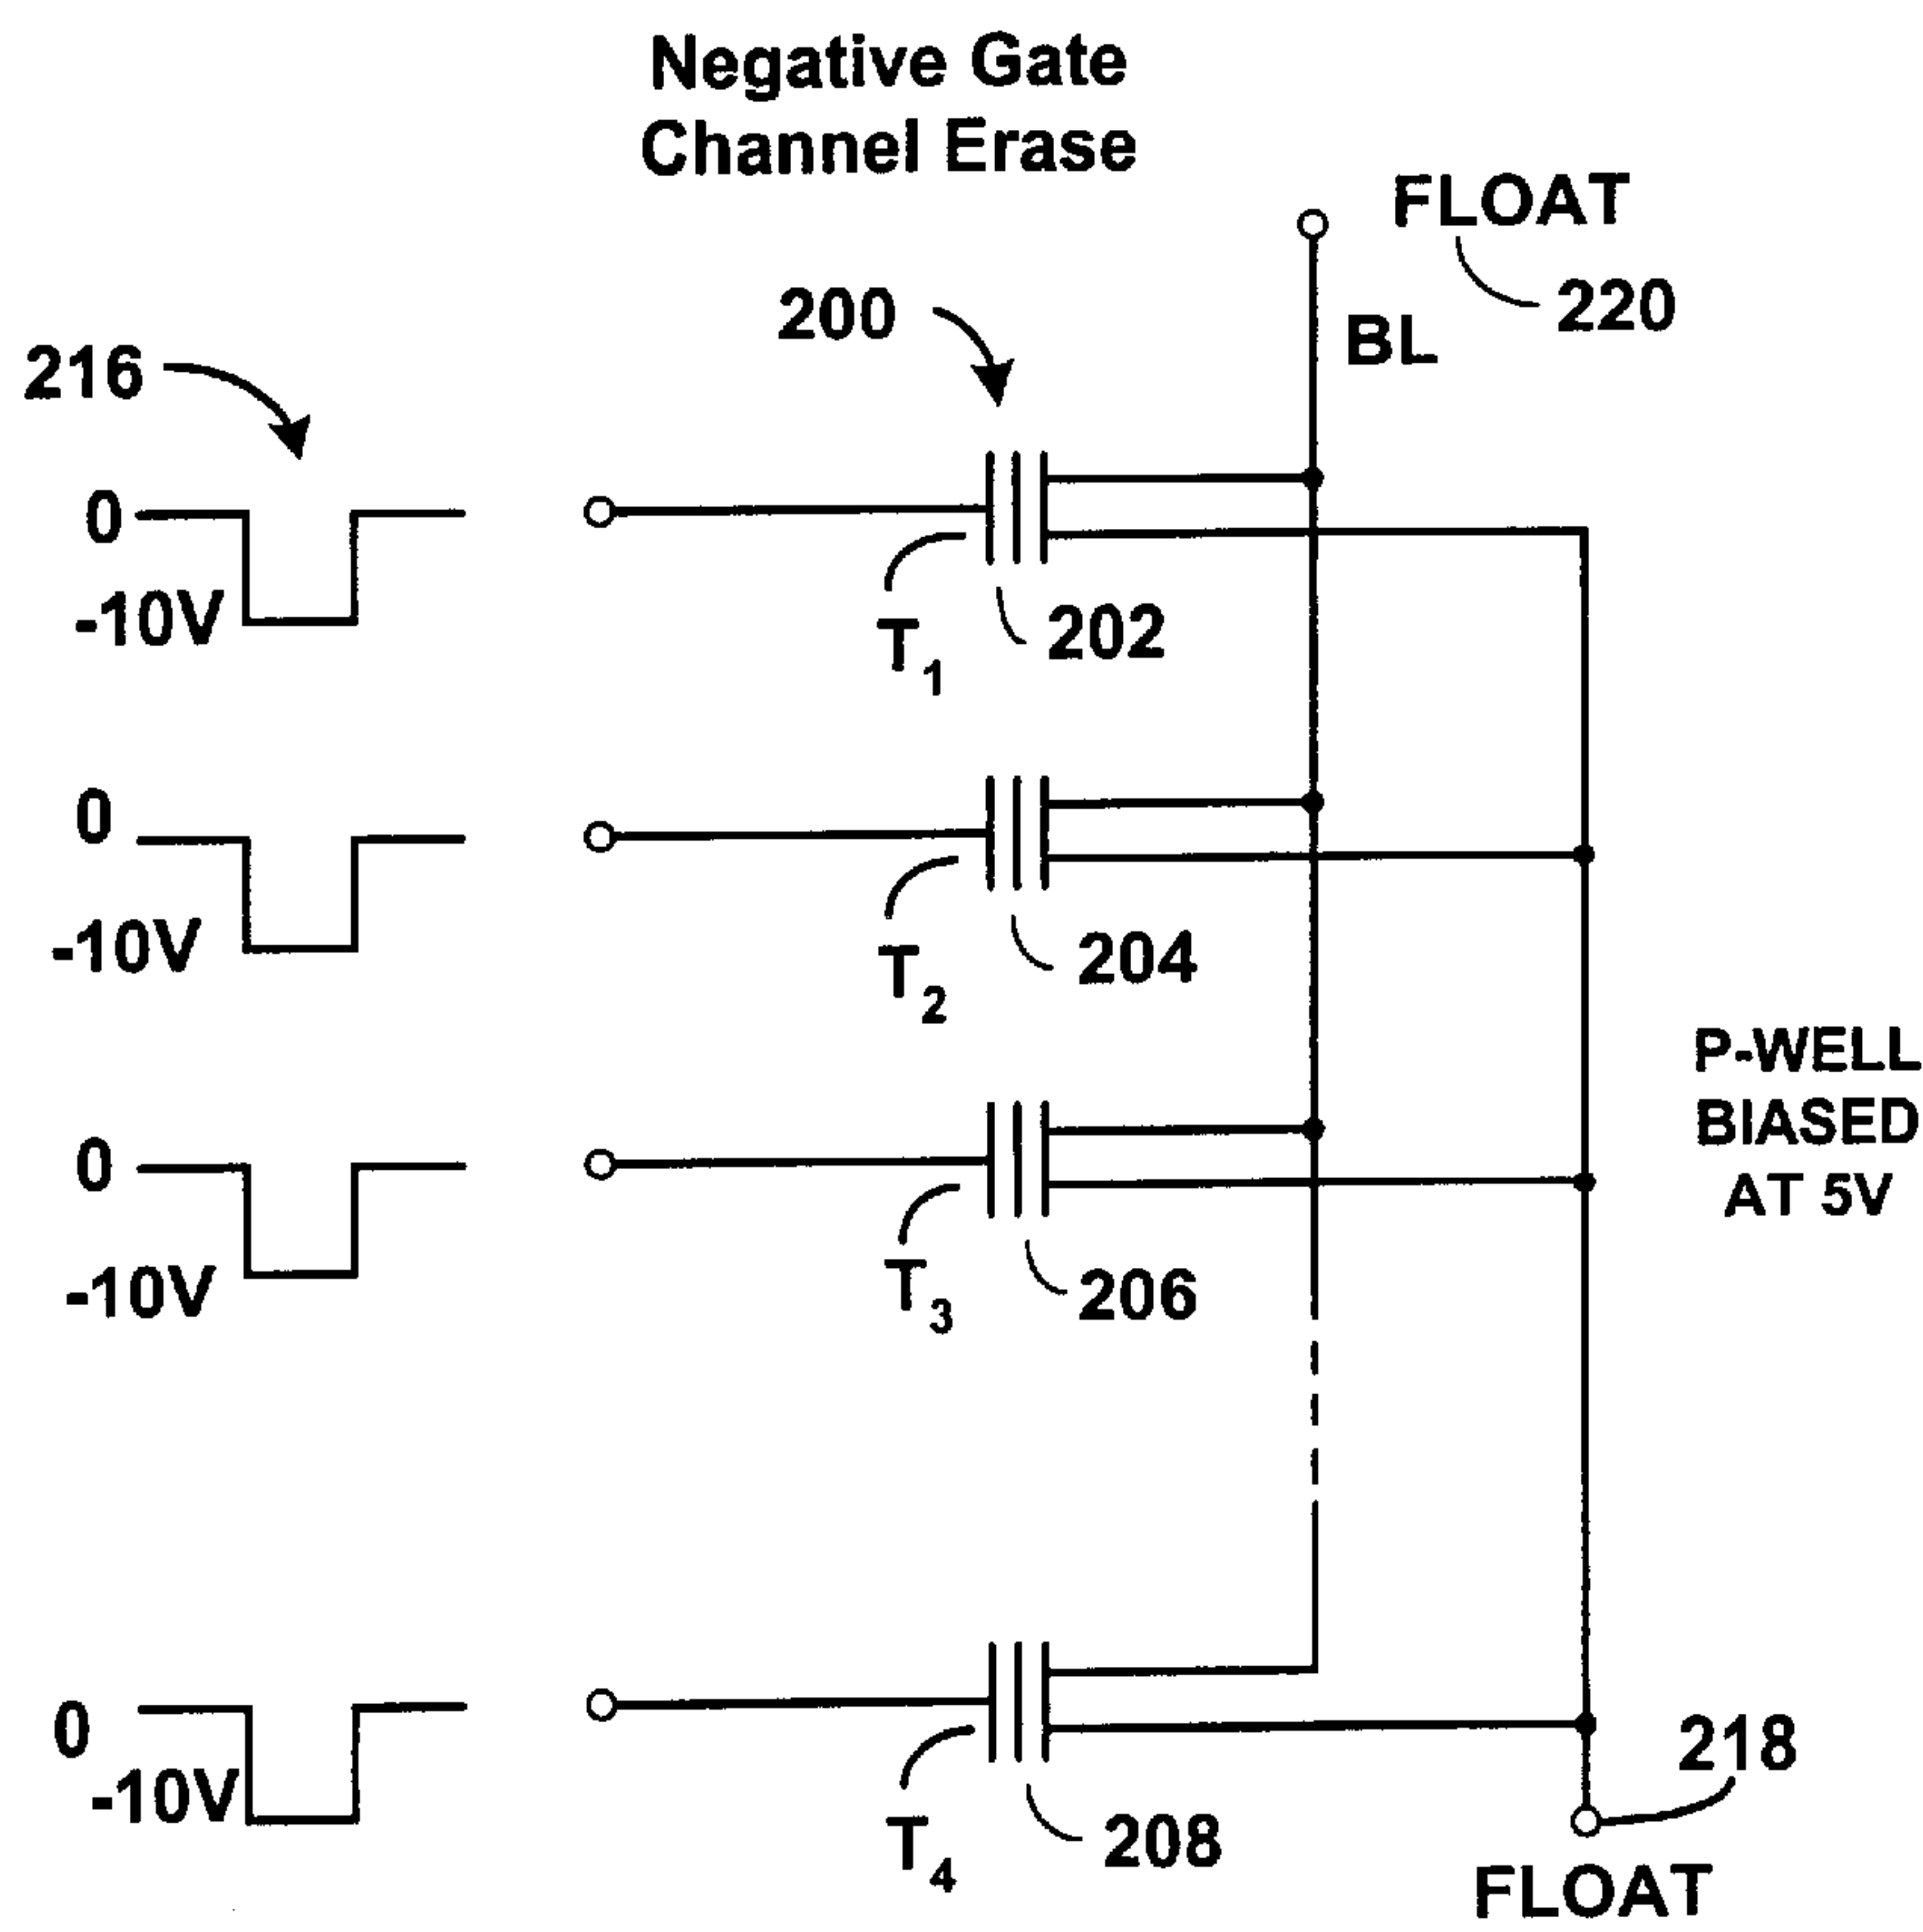 Negative Gate
Channel Erase
FLOAT
220
BL
200
216
0
-10V
T1
202
0
-10V
T2
204
P-WELL
BIASED
AT 5V
0
-10V
T3
206
0
-10V
T4
208
218
FLOAT